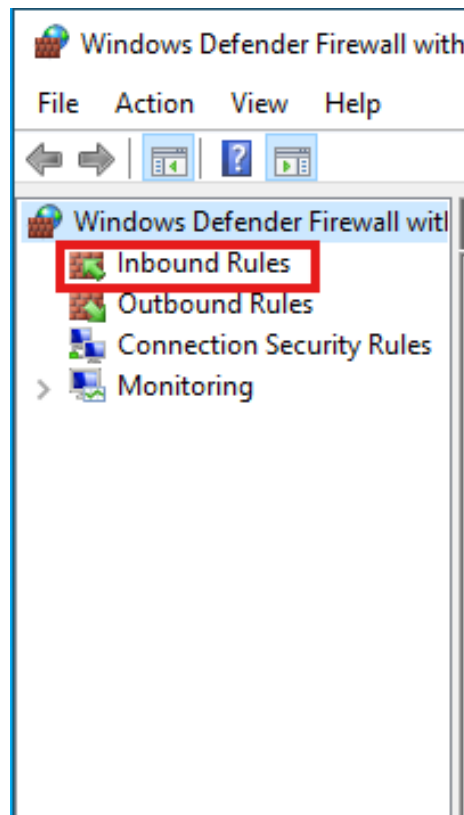 Windows Defender Firewall with
File Action View Help
Windows Defender Firewall with
Inbound Rules
Outbound Rules
Connection Security Rules
Monitoring